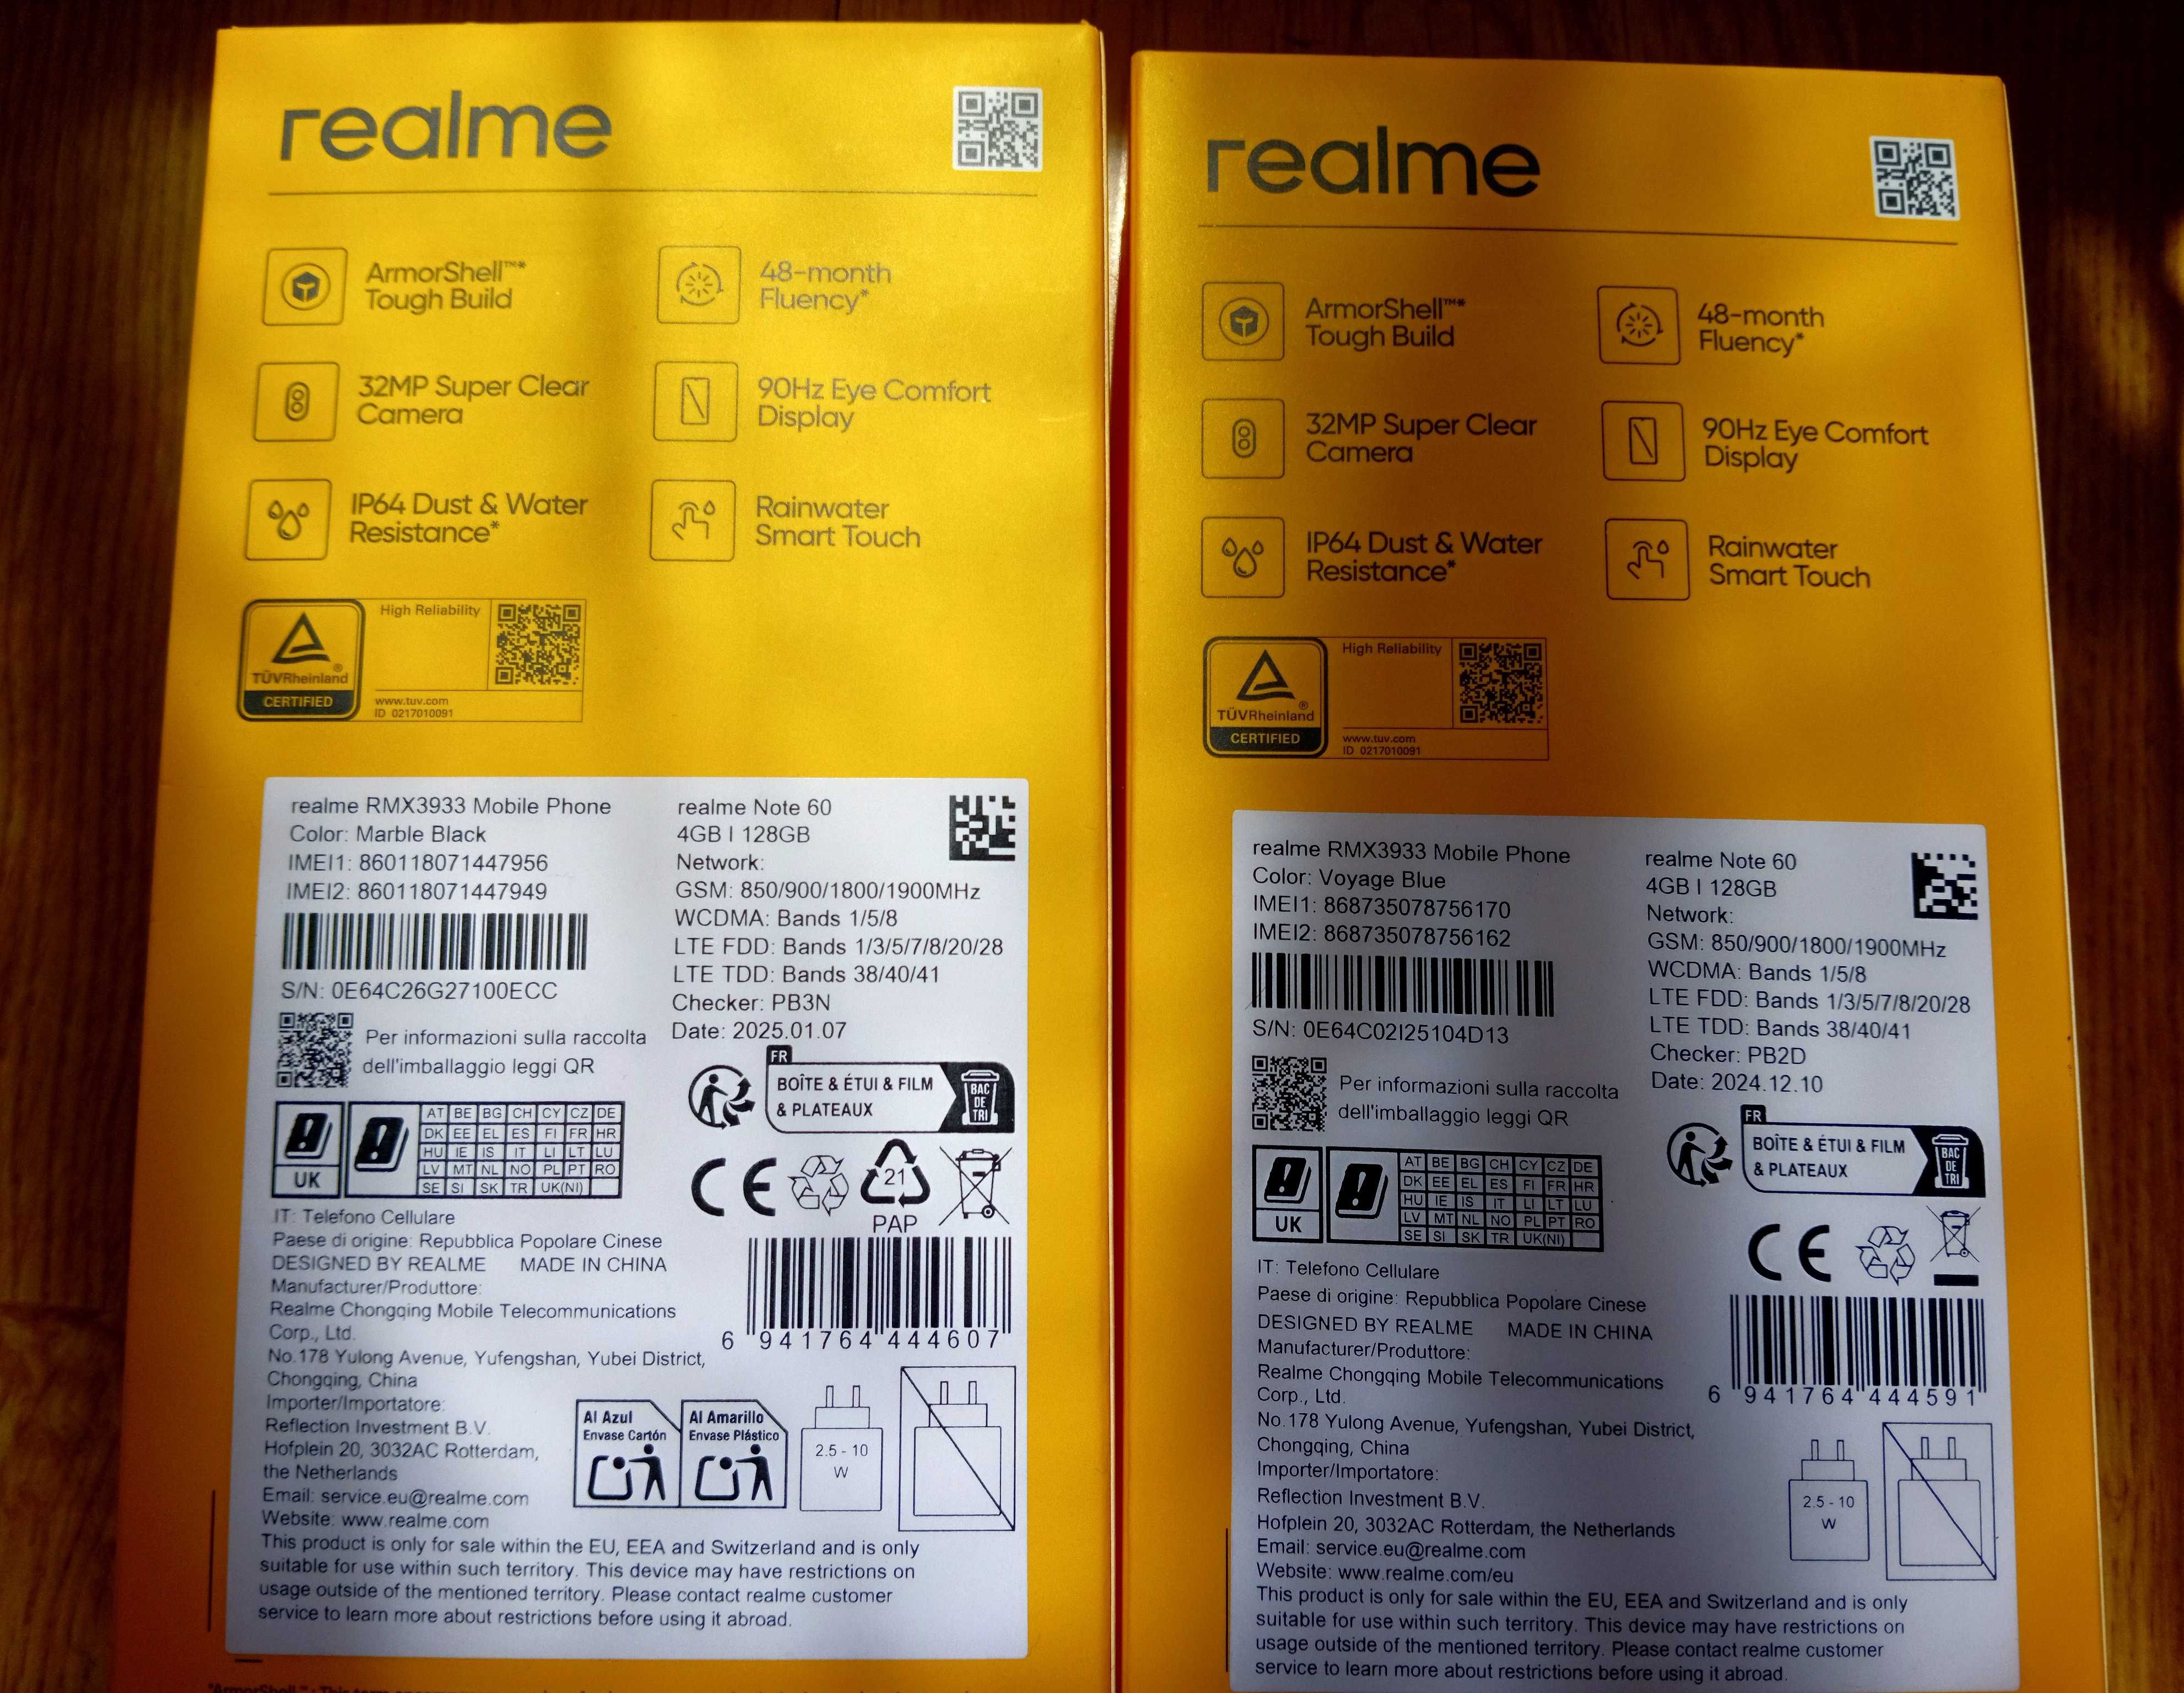 realme
ArmorShell™*
Tough Build
48-month
Fluency*
32MP Super Clear
Camera
90Hz Eye Comfort
Display
IP64 Dust & Water
Resistance*
Rainwater
Smart Touch
TÜVRheinland®
CERTIFIED
High Reliability
www.tuv.com
ID 0217010091
realme RMX3933 Mobile Phone
Color: Marble Black
IMEI1: 860118071447956
IMEI2: 860118071447949
S/N: 0E64C26G27100ECC
Per informazioni sulla raccolta
dell'imballaggio leggi QR
realme Note 60
4GB | 128GB
Network:
GSM: 850/900/1800/1900MHz
WCDMA: Bands 1/5/8
LTE FDD: Bands 1/3/5/7/8/20/28
LTE TDD: Bands 38/40/41
Checker: PB3N
Date: 2025.01.07
FR
BOÎTE & ÉTUI & FILM
& PLATEAUX
BAC
DE
TRI
UK
AT BE BG CH CY CZ DE
DK EE EL ES FI FR HR
HU IE IS IT LI LT LU
LV MT NL NO PL PT RO
SE SI SK TR UK(NI)
CE
21
PAP
IT: Telefono Cellulare
Paese di origine: Repubblica Popolare Cinese
DESIGNED BY REALME MADE IN CHINA
Manufacturer/Produttore:
Realme Chongqing Mobile Telecommunications
Corp., Ltd.
No.178 Yulong Avenue, Yufengshan, Yubei District,
Chongqing, China
Importer/Importatore:
Reflection Investment B.V.
Hofplein 20, 3032AC Rotterdam,
the Netherlands
Email: service.eu@realme.com
Website: www.realme.com
6 941764 444607
Al Azul
Envase Cartón
Al Amarillo
Envase Plástico
2.5 - 10
W
This product is only for sale within the EU, EEA and Switzerland and is only
suitable for use within such territory. This device may have restrictions on
usage outside of the mentioned territory. Please contact realme customer
service to learn more about restrictions before using it abroad.
realme
ArmorShell™*
Tough Build
48-month
Fluency*
32MP Super Clear
Camera
90Hz Eye Comfort
Display
IP64 Dust & Water
Resistance*
Rainwater
Smart Touch
TÜVRheinland®
CERTIFIED
High Reliability
www.tuv.com
ID 0217010091
realme RMX3933 Mobile Phone
Color: Voyage Blue
IMEI1: 868735078756170
IMEI2: 868735078756162
S/N: 0E64C02I25104D13
Per informazioni sulla raccolta
dell'imballaggio leggi QR
realme Note 60
4GB | 128GB
Network:
GSM: 850/900/1800/1900MHz
WCDMA: Bands 1/5/8
LTE FDD: Bands 1/3/5/7/8/20/28
LTE TDD: Bands 38/40/41
Checker: PB2D
Date: 2024.12.10
FR
BOÎTE & ÉTUI & FILM
& PLATEAUX
BAC
DE
TRI
UK
AT BE BG CH CY CZ DE
DK EE EL ES FI FR HR
HU IE IS IT LI LT LU
LV MT NL NO PL PT RO
SE SI SK TR UK(NI)
CE
IT: Telefono Cellulare
Paese di origine: Repubblica Popolare Cinese
DESIGNED BY REALME MADE IN CHINA
Manufacturer/Produttore:
Realme Chongqing Mobile Telecommunications
Corp., Ltd.
No.178 Yulong Avenue, Yufengshan, Yubei District,
Chongqing, China
Importer/Importatore:
Reflection Investment B.V.
Hofplein 20, 3032AC Rotterdam, the Netherlands
Email: service.eu@realme.com
Website: www.realme.com/eu
6 941764 444591
2.5 - 10
W
This product is only for sale within the EU, EEA and Switzerland and is only
suitable for use within such territory. This device may have restrictions on
usage outside of the mentioned territory. Please contact realme customer
service to learn more about restrictions before using it abroad.